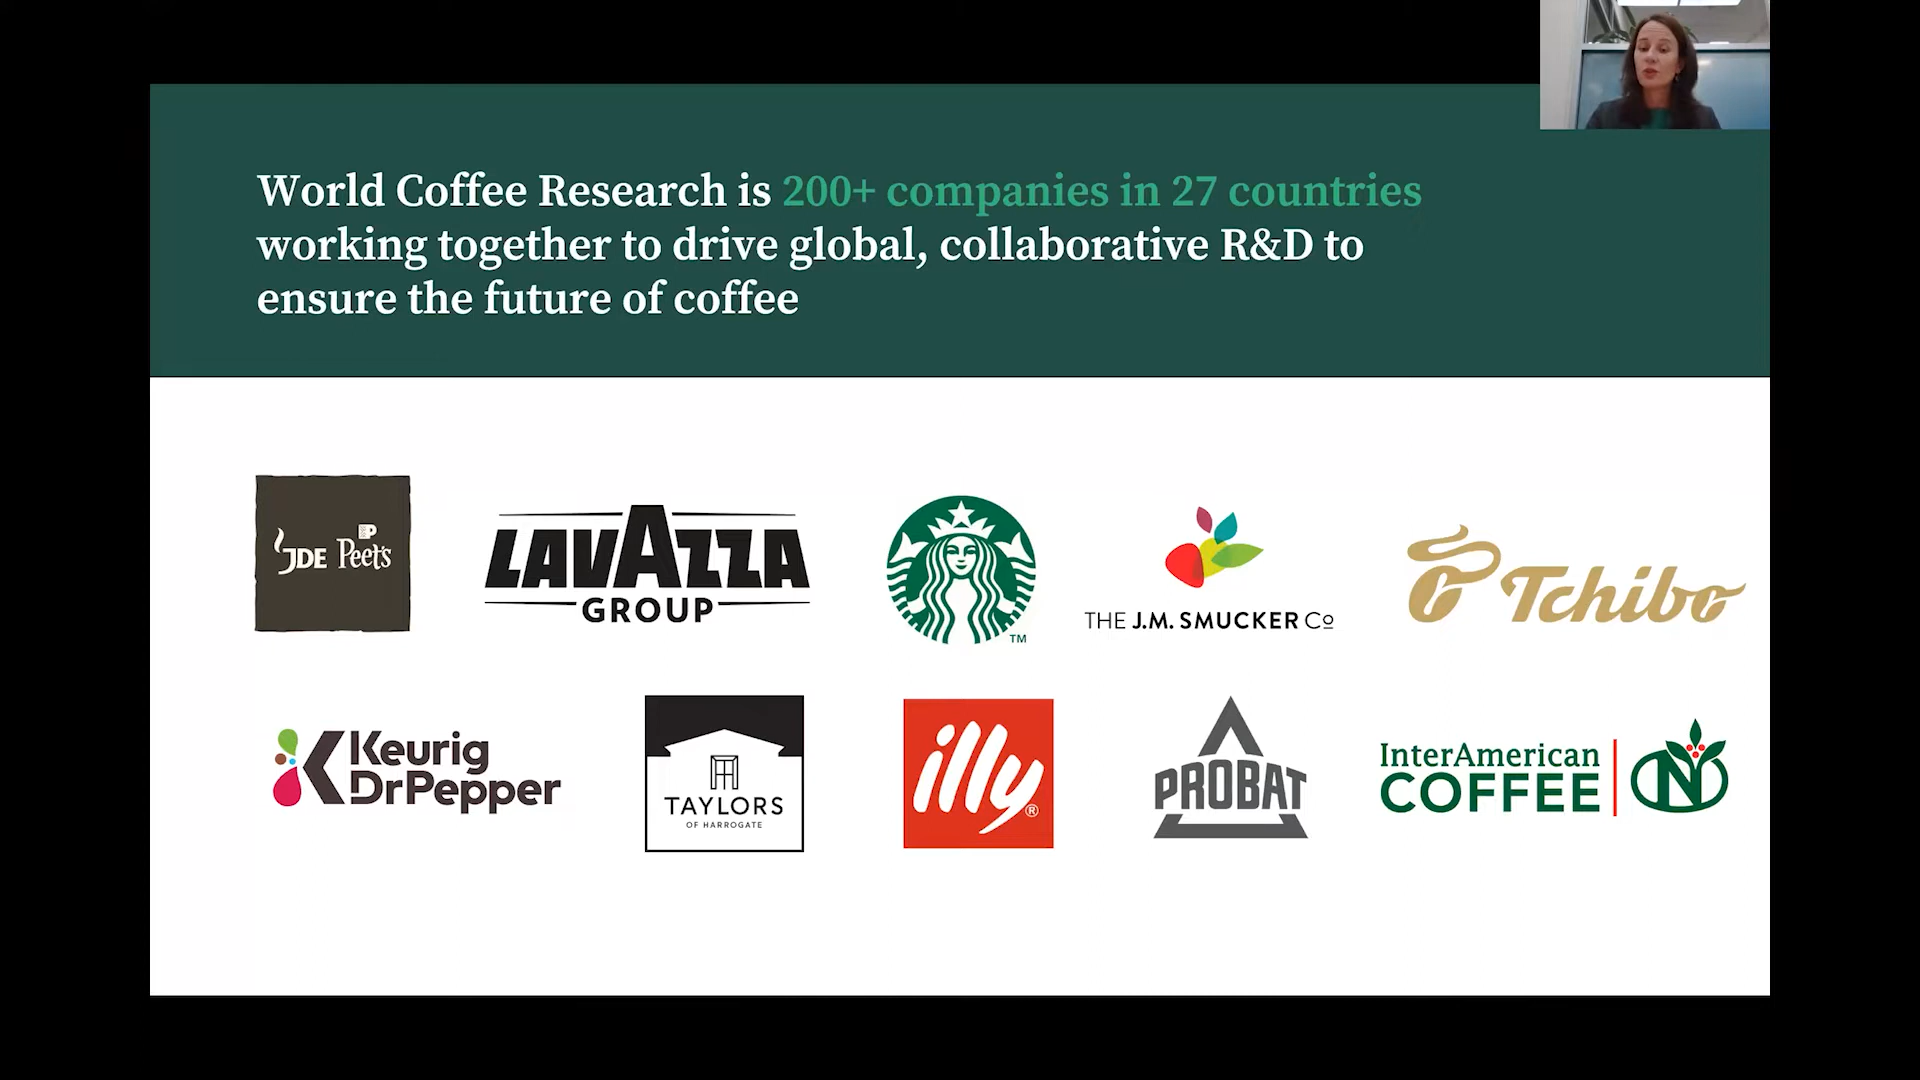 World Coffee Research is 200+ companies in 27 countries
working together to drive global, collaborative R&D to
ensure the future of coffee
JDE Peet's
LAVAZZA
GROUP
TM
THE J.M. SMUCKER Co
Tchibo
Keurig
DrPepper
TAYLORS
OF HARROGATE
illy®
PROBAT
InterAmerican
COFFEE
N